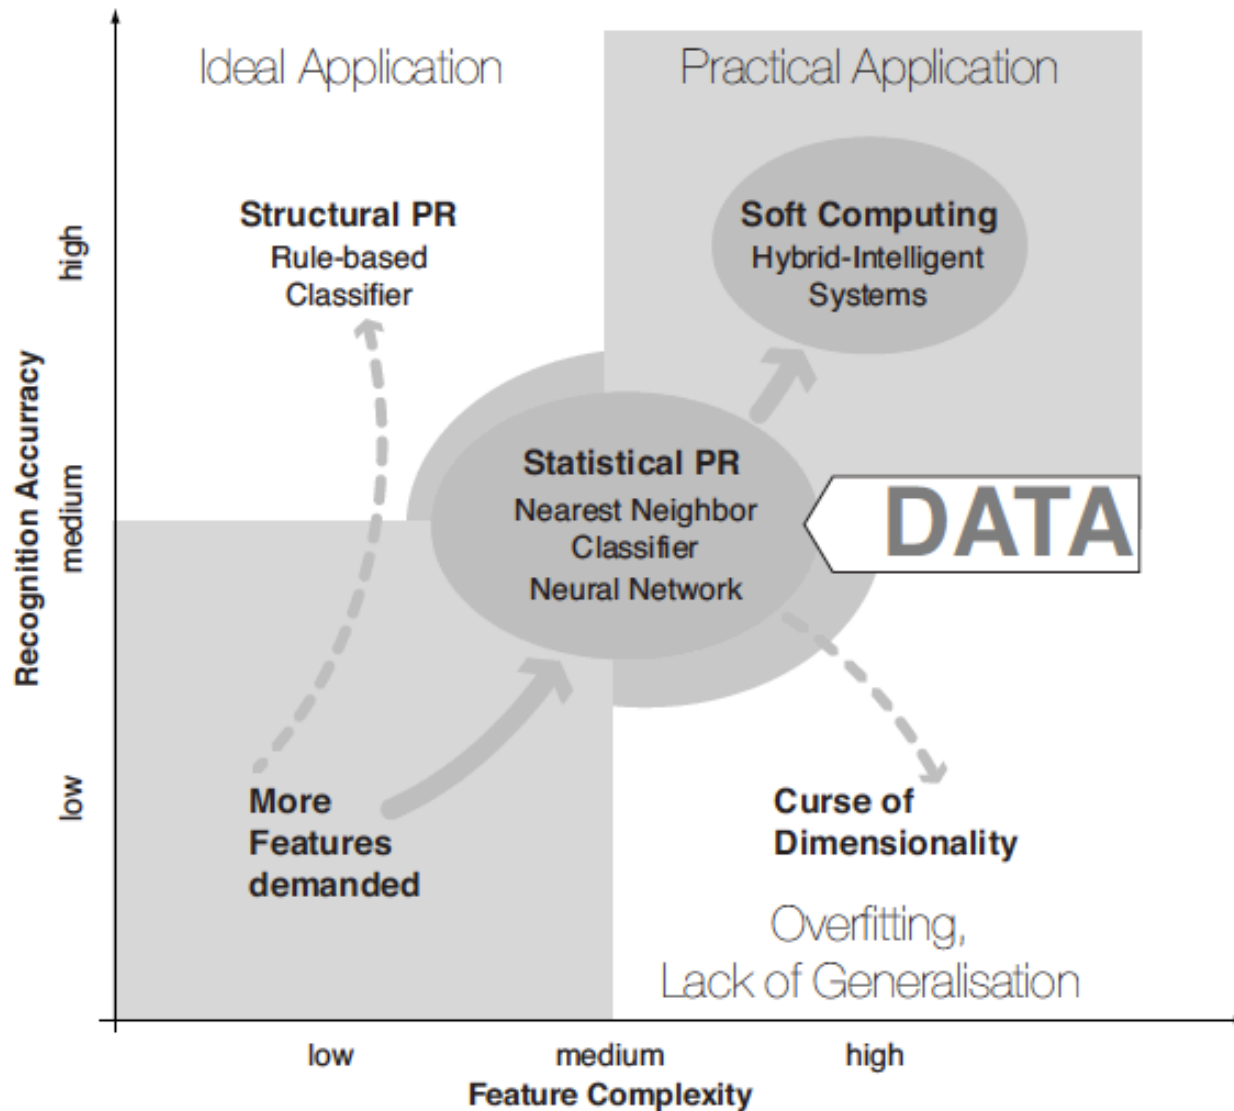 Ideal Application
Practical Application
Structural PR
Rule-based
Classifier
Soft Computing
Hybrid-Intelligent
Systems
Statistical PR
Nearest Neighbor
Classifier
Neural Network
DATA
More
Features
demanded
Curse of
Dimensionality
Overfitting,
Lack of Generalisation
Recognition Accurracy
high
medium
low
low
medium
high
Feature Complexity